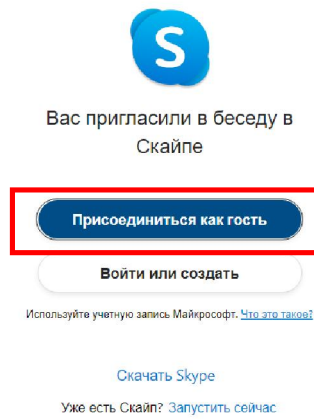 S
Вас пригласили в беседу в
Скайпе
Присоединиться как гость
Войти или создать
Используйте учетную запись Майкрософт. Что это такое?
Скачать Skype
Уже есть Скайп? Запустить сейчас